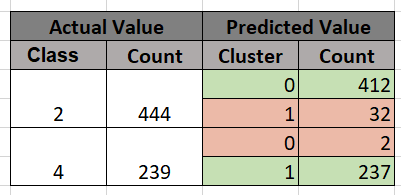 Actual Value Predicted Value
Class Count Cluster Count
0 412
2 444 1 32
0 2
4 239 1 237